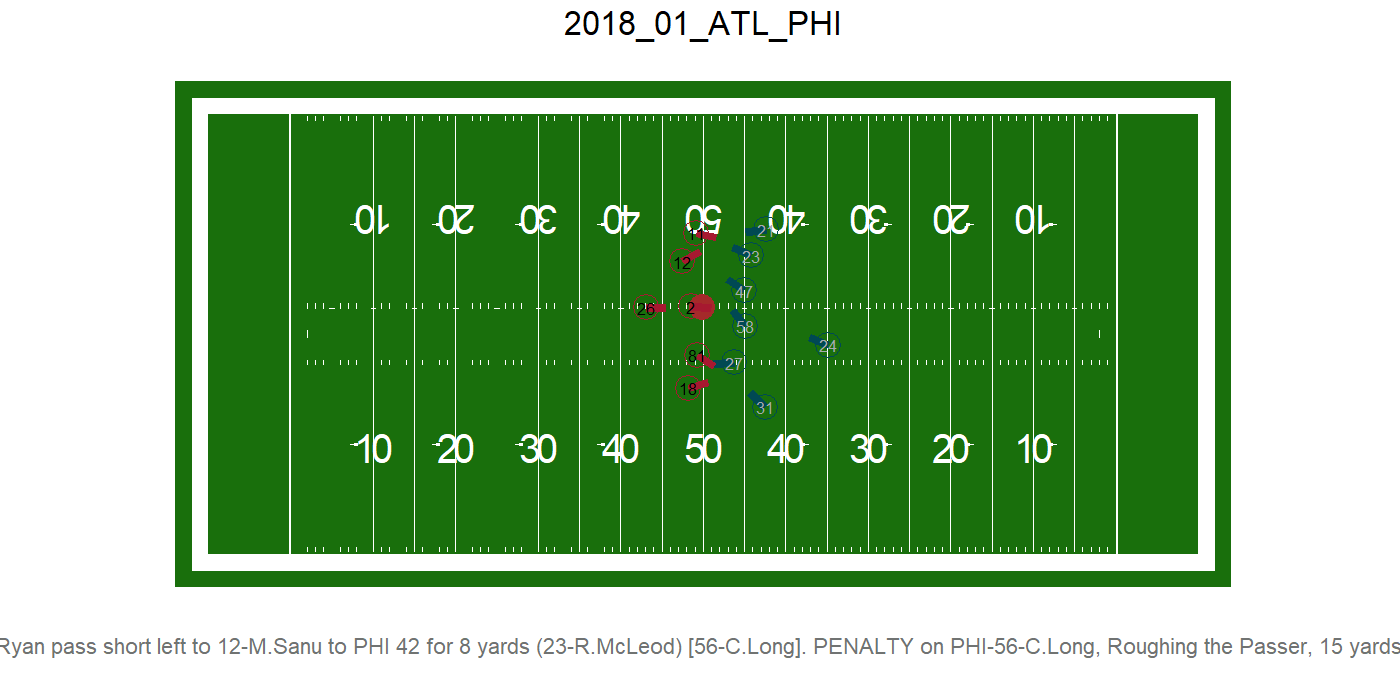 2018_01_ATL_PHI
10 20 30 40 50 40 30 20 10
11 21
12 23
47
26 2
58
81 27 24
18 31
10 20 30 40 50 40 30 20 10
Ryan pass short left to 12-M.Sanu to PHI 42 for 8 yards (23-R.McLeod) [56-C.Long]. PENALTY on PHI-56-C.Long, Roughing the Passer, 15 yards